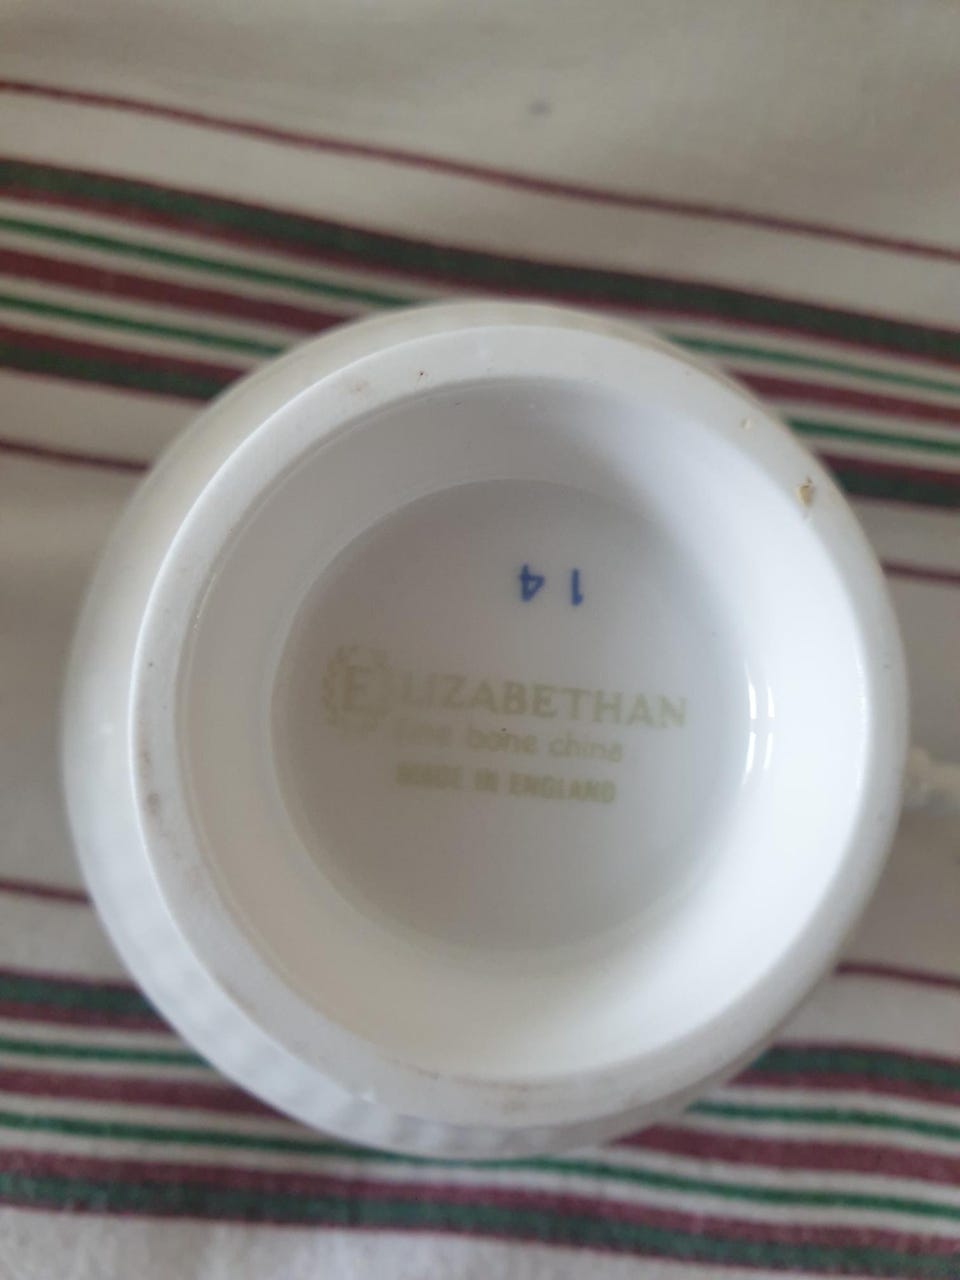 14
ELIZABETHAN
fine bone china
MADE IN ENGLAND